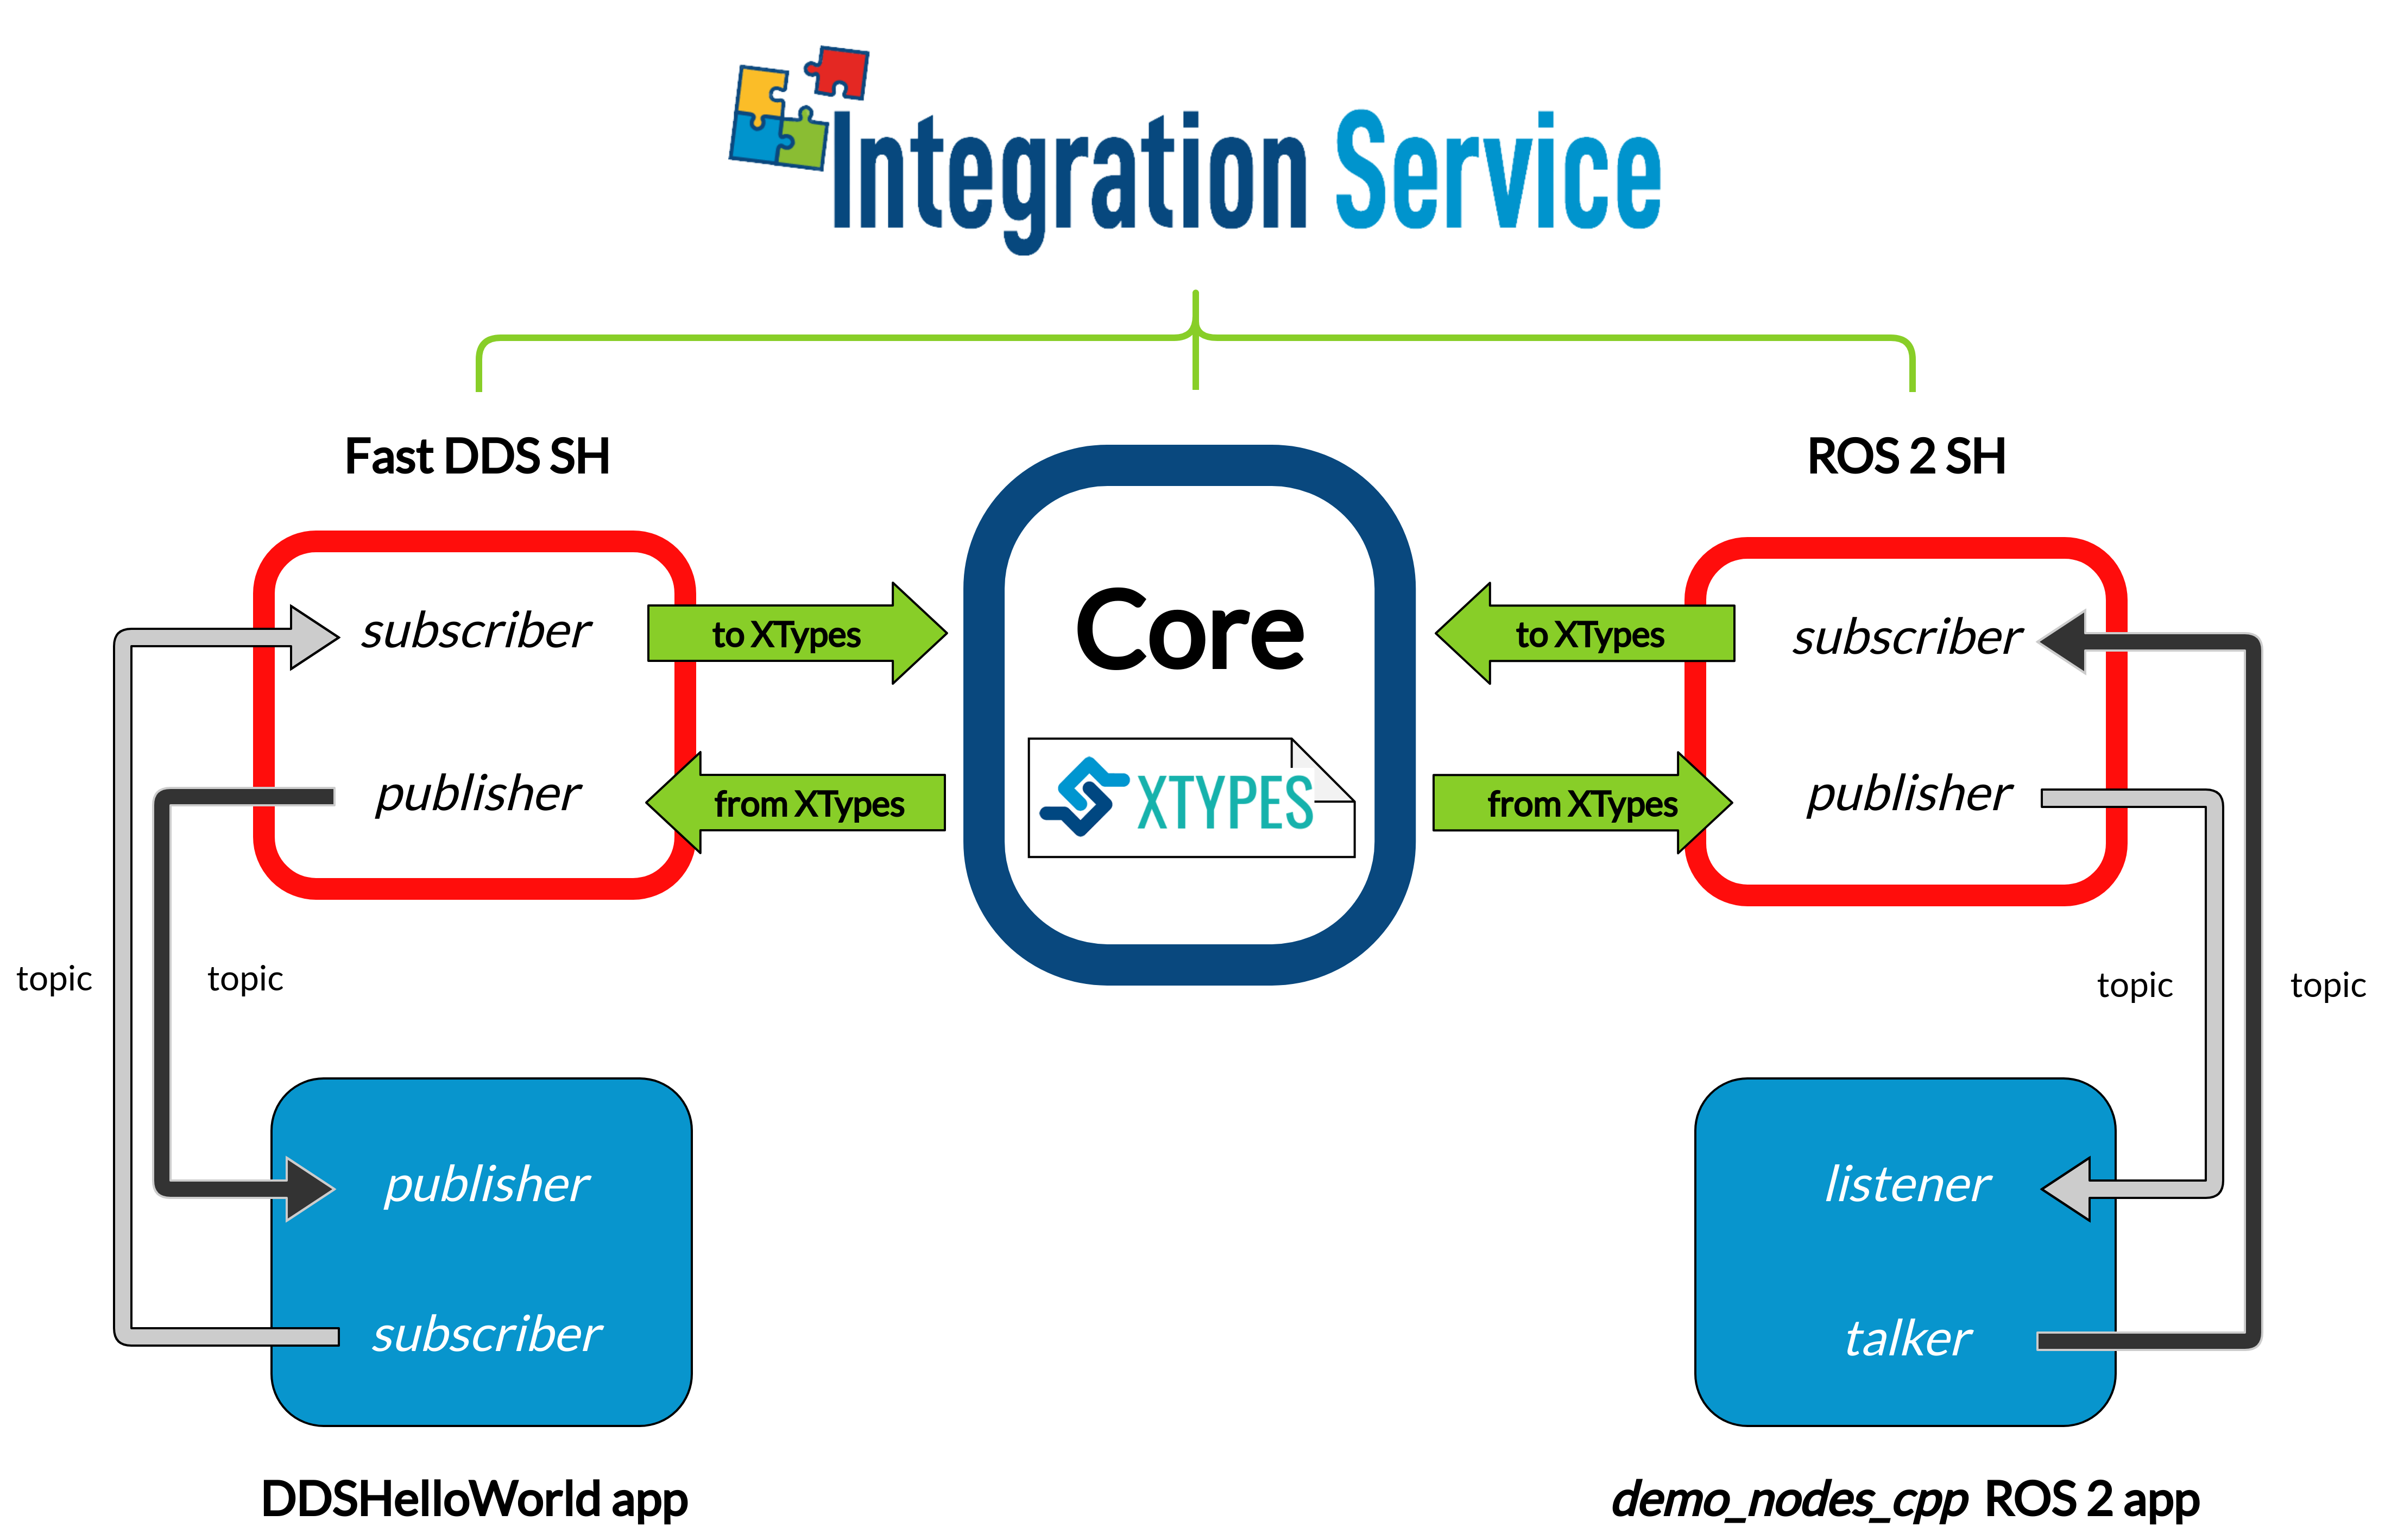 Integration Service
Fast DDS SH
ROS 2 SH
subscriber
to XTypes
Core
to XTypes
subscriber
publisher
from XTypes
XTYPES
from XTypes
publisher
topic
topic
topic
topic
publisher
listener
subscriber
talker
DDSHelloWorld app
demo_nodes_cpp ROS 2 app